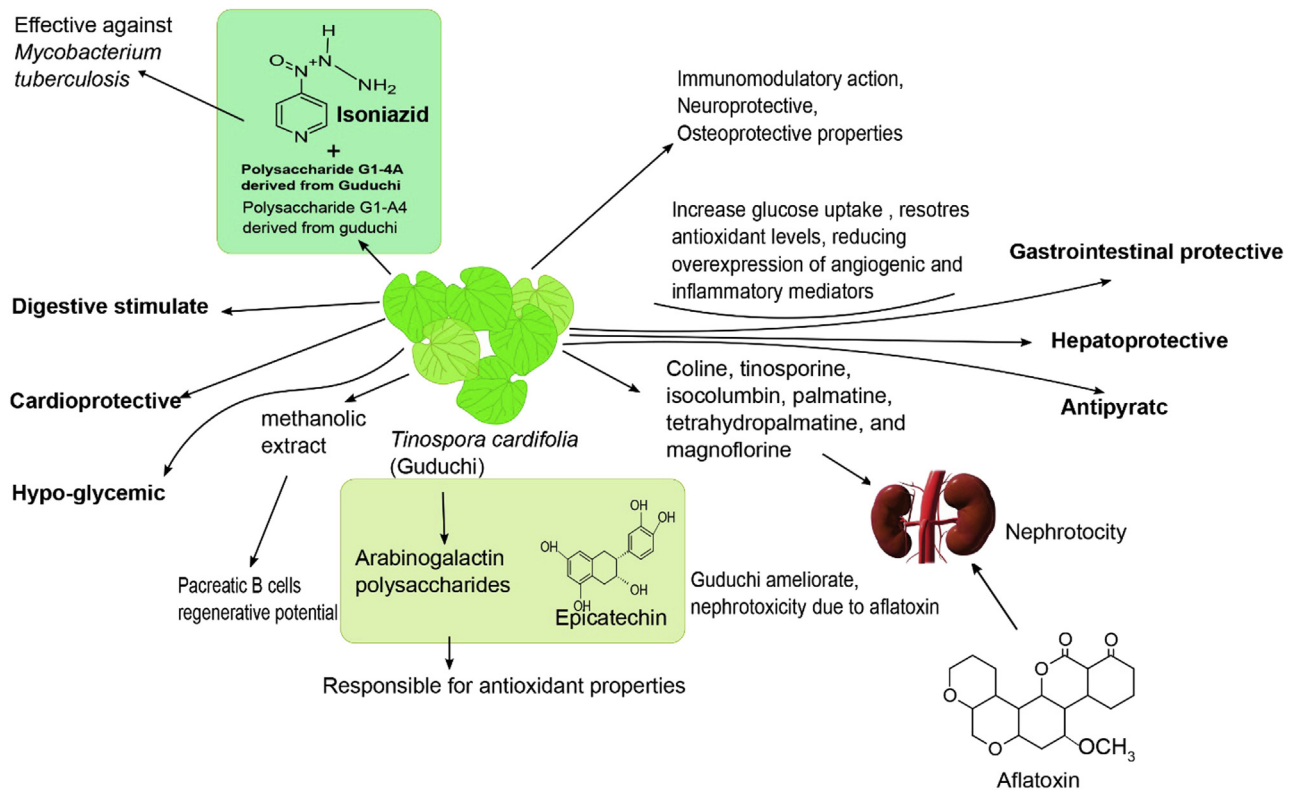 Effective against
Mycobacterium
tuberculosis
H
O
N
+
N
NH2
N
Isoniazid
+
Polysaccharide G1-4A
derived from Guduchi
Polysaccharide G1-A4
derived from guduchi
Immunomodulatory action,
Neuroprotective,
Osteoprotective properties
Increase glucose uptake , resotres
antioxidant levels, reducing
overexpression of angiogenic and
inflammatory mediators
Gastrointestinal protective
Hepatoprotective
Antipyratc
Digestive stimulate
Cardioprotective
Hypo-glycemic
methanolic
extract
Pacreatic B cells
regenerative potential
Tinospora cardifolia
(Guduchi)
Coline, tinosporine,
isocolumbin, palmatine,
tetrahydropalmatine, and
magnoflorine
Nephrotocity
Arabinogalactin
polysaccharides
OH
OH
OH
OH
OH
Epicatechin
Guduchi ameliorate,
nephrotoxicity due to aflatoxin
Responsible for antioxidant properties
O
O
O
O
O
OCH3
Aflatoxin